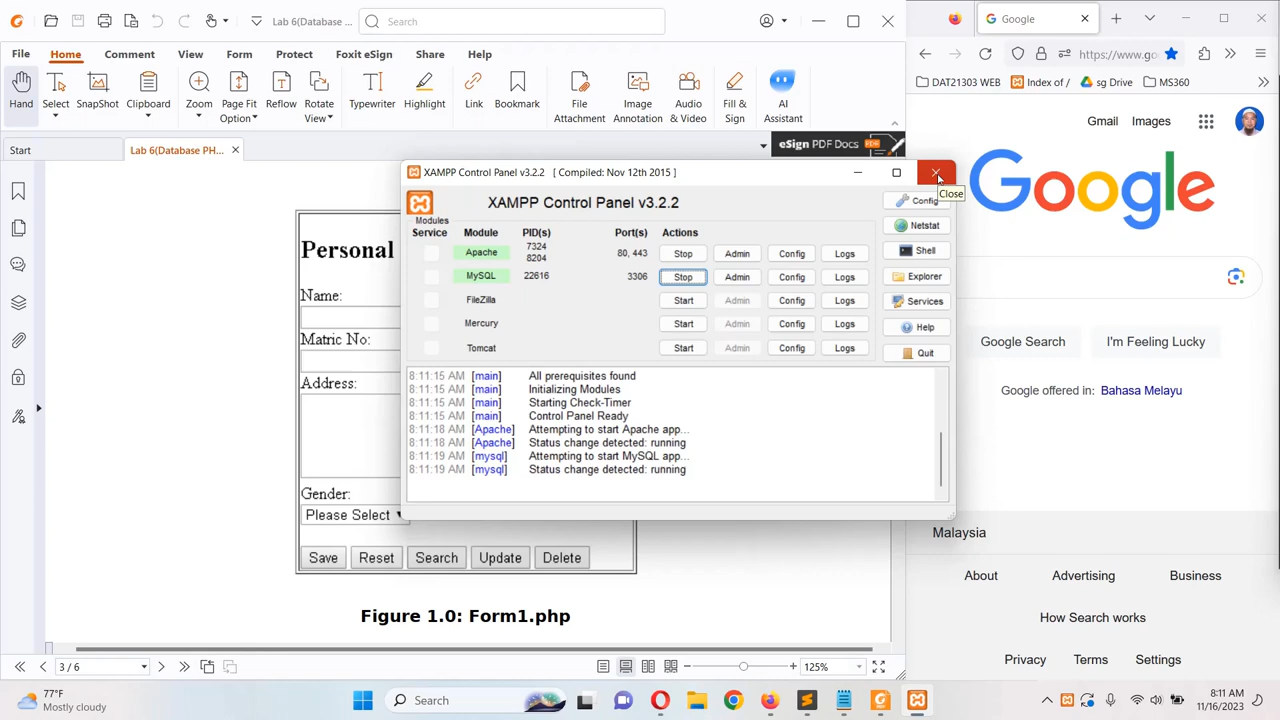 Lab 6(Database ...
Search
File
Home
Comment
View
Form
Protect
Foxit eSign
Share
Help
Hand
Select
SnapShot
Clipboard
Zoom
Page Fit
Option
Reflow
Rotate
View
Typewriter
Highlight
Link
Bookmark
File
Attachment
Image
Annotation
Audio
& Video
Fill &
Sign
AI
Assistant
Start
Lab 6(Database PH...
eSign PDF Docs
Personal
Name:
Matric No:
Address:
Gender:
Please Select
Save
Reset
Search
Update
Delete
Figure 1.0: Form1.php
3 / 6
125%
XAMPP Control Panel v3.2.2 [ Compiled: Nov 12th 2015 ]
Close
XAMPP Control Panel v3.2.2
Modules
Service Module PID(s) Port(s) Actions
Apache 7324 8204 80, 443 Stop Admin Config Logs
MySQL 22616 3306 Stop Admin Config Logs
FileZilla Start Admin Config Logs
Mercury Start Admin Config Logs
Tomcat Start Admin Config Logs
Config
Netstat
Shell
Explorer
Services
Help
Quit
8:11:15 AM [main] All prerequisites found
8:11:15 AM [main] Initializing Modules
8:11:15 AM [main] Starting Check-Timer
8:11:15 AM [main] Control Panel Ready
8:11:18 AM [Apache] Attempting to start Apache app...
8:11:18 AM [Apache] Status change detected: running
8:11:19 AM [mysql] Attempting to start MySQL app...
8:11:19 AM [mysql] Status change detected: running
Google
https://www.go
DAT21303 WEB
Index of /
sg Drive
MS360
Gmail
Images
Google
Google Search
I'm Feeling Lucky
Google offered in: Bahasa Melayu
Malaysia
About
Advertising
Business
How Search works
Privacy
Terms
Settings
77°F
Mostly cloudy
Search
8:11 AM
11/16/2023